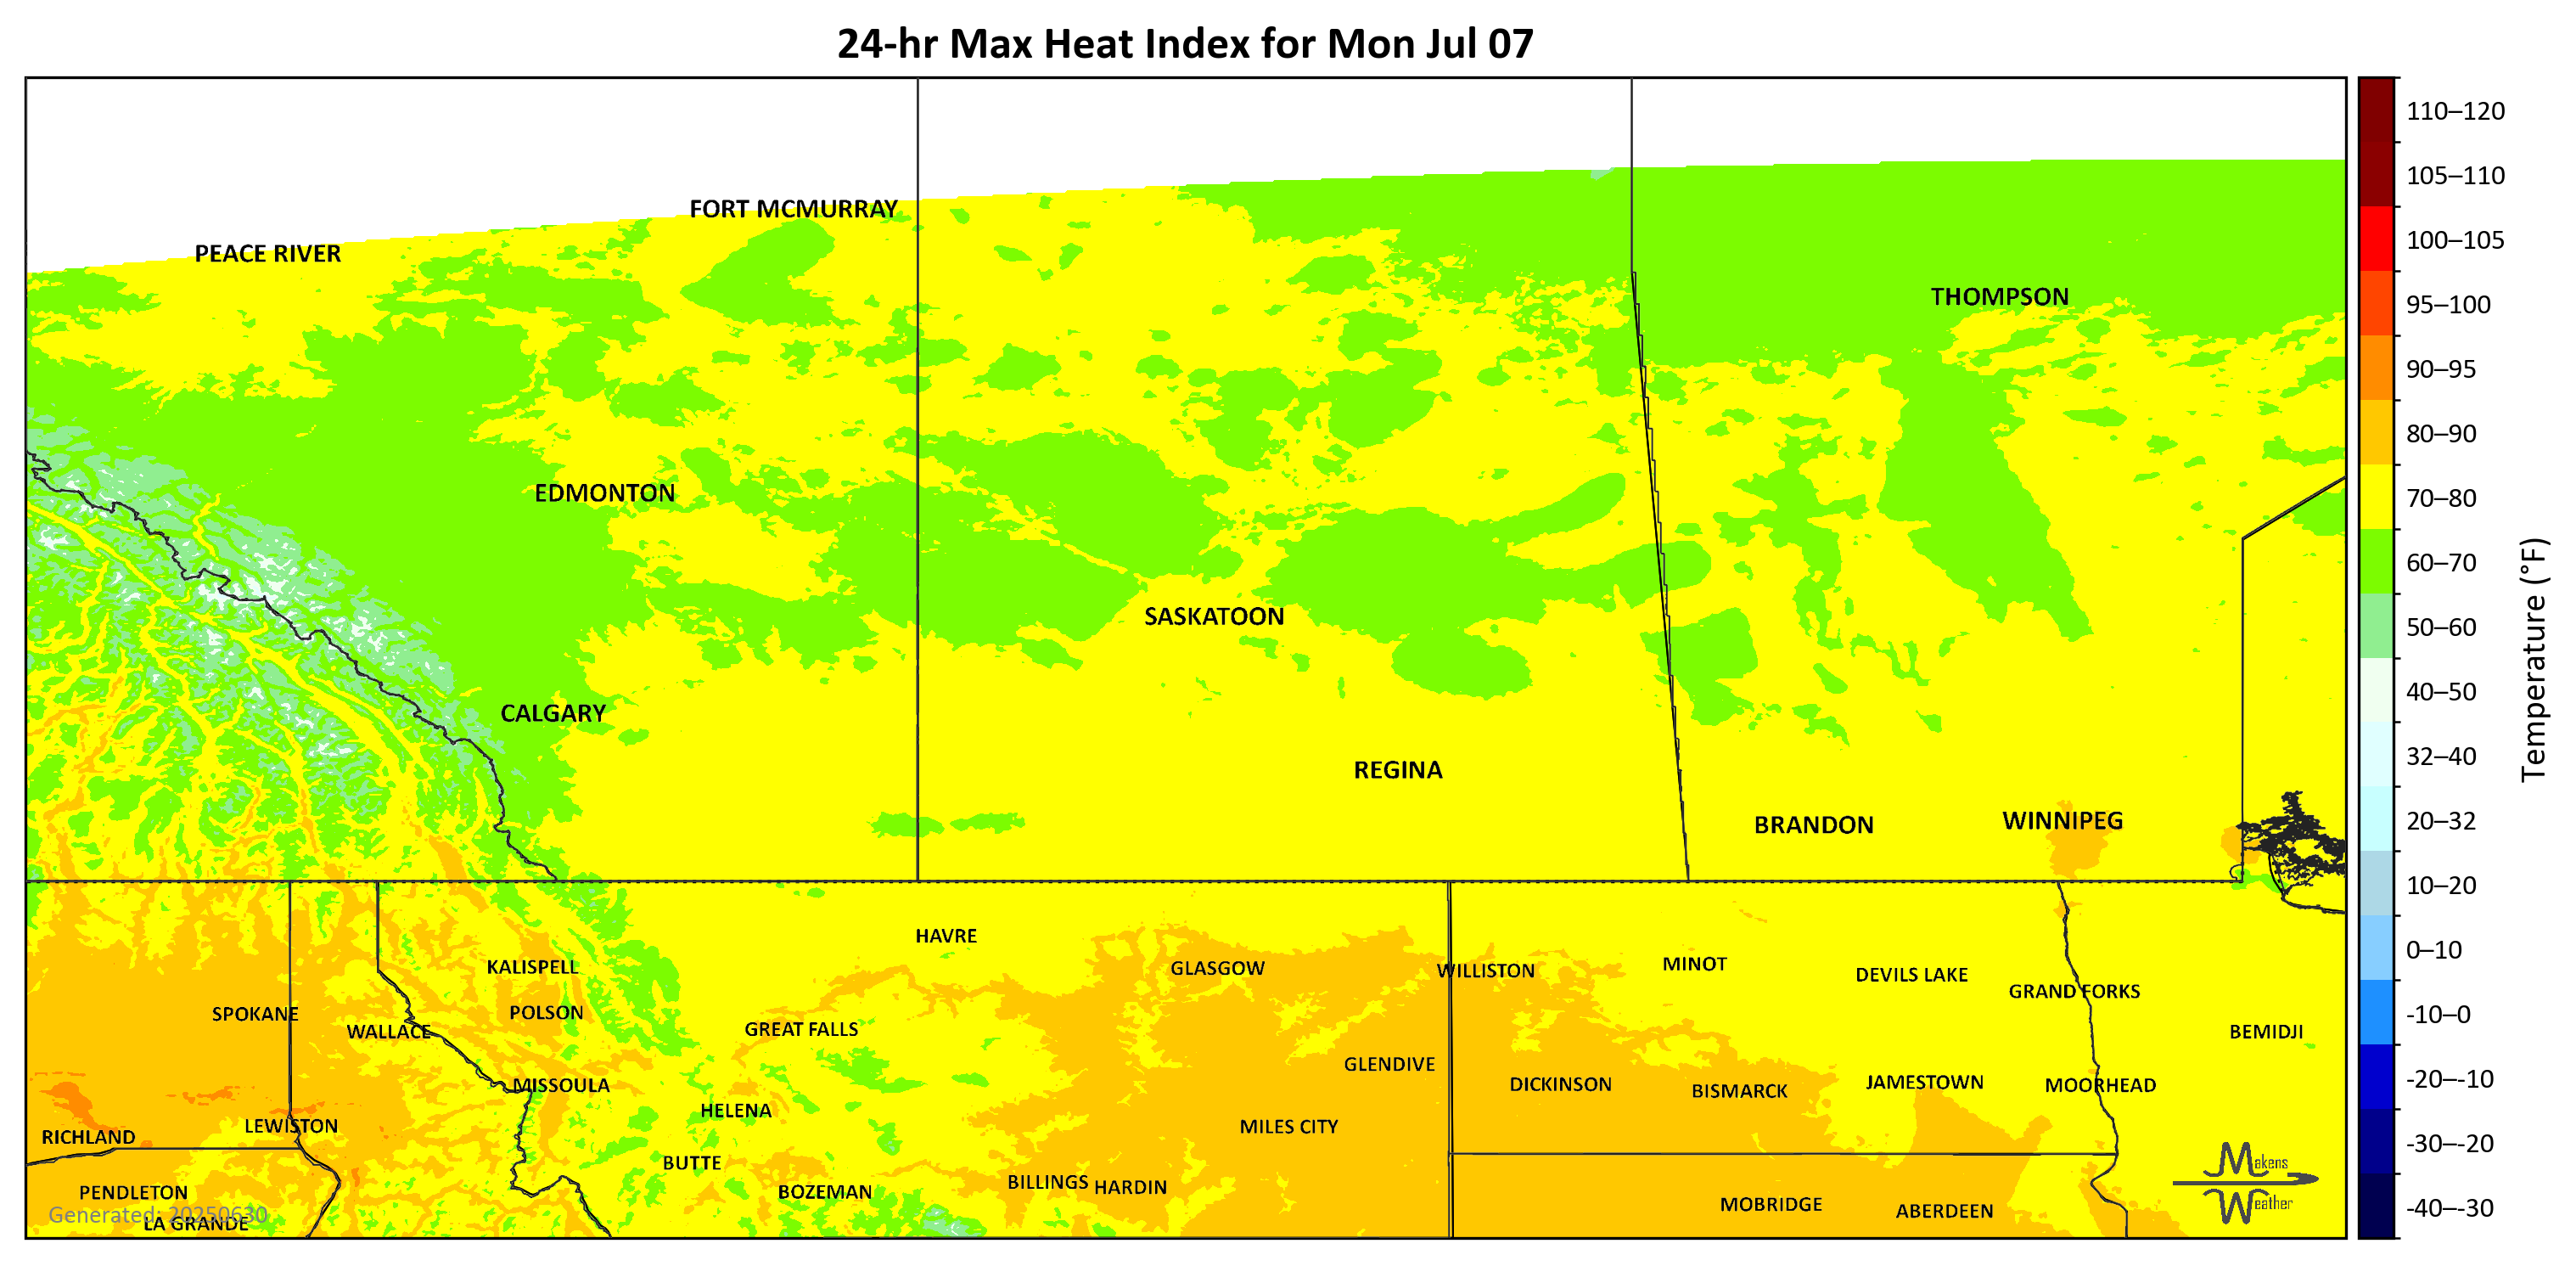 24-hr Max Heat Index for Mon Jul 07
110–120
105–110
100–105
95–100
90–95
80–90
70–80
60–70
50–60
40–50
32–40
20–32
10–20
0–10
-10–0
-20–-10
-30–-20
-40–-30
Temperature (°F)
FORT MCMURRAY
PEACE RIVER
THOMPSON
EDMONTON
SASKATOON
CALGARY
REGINA
BRANDON
WINNIPEG
HAVRE
KALISPELL
GLASGOW
WILLISTON
MINOT
DEVILS LAKE
GRAND FORKS
SPOKANE
POLSON
WALLACE
GREAT FALLS
BEMIDJI
GLENDIVE
MISSOULA
DICKINSON
BISMARCK
JAMESTOWN
MOORHEAD
HELENA
LEWISTON
MILES CITY
RICHLAND
BUTTE
PENDLETON
BOZEMAN
BILLINGS
HARDIN
MOBRIDGE
ABERDEEN
LA GRANDE
Generated: 20250630
Makens
Weather